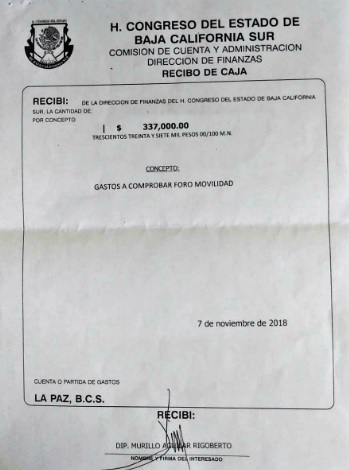 H. CONGRESO DEL ESTADO DE
BAJA CALIFORNIA SUR
COMISION DE CUENTA Y ADMINISTRACION
DIRECCION DE FINANZAS
RECIBO DE CAJA
RECIBI: DE LA DIRECCION DE FINANZAS DEL H. CONGRESO DEL ESTADO DE BAJA CALIFORNIA
SUR, LA CANTIDAD DE:
POR CONCEPTO
$ 337,000.00
TRESCIENTOS TREINTA Y SIETE MIL PESOS 00/100 M.N.
CONCEPTO:
GASTOS A COMPROBAR FORO MOVILIDAD
7 de noviembre de 2018
CUENTA O PARTIDA DE GASTOS
LA PAZ, B.C.S.
RECIBI:
DIP. MURILLO AGUILAR RIGOBERTO
NOMBRE Y FIRMA DEL INTERESADO